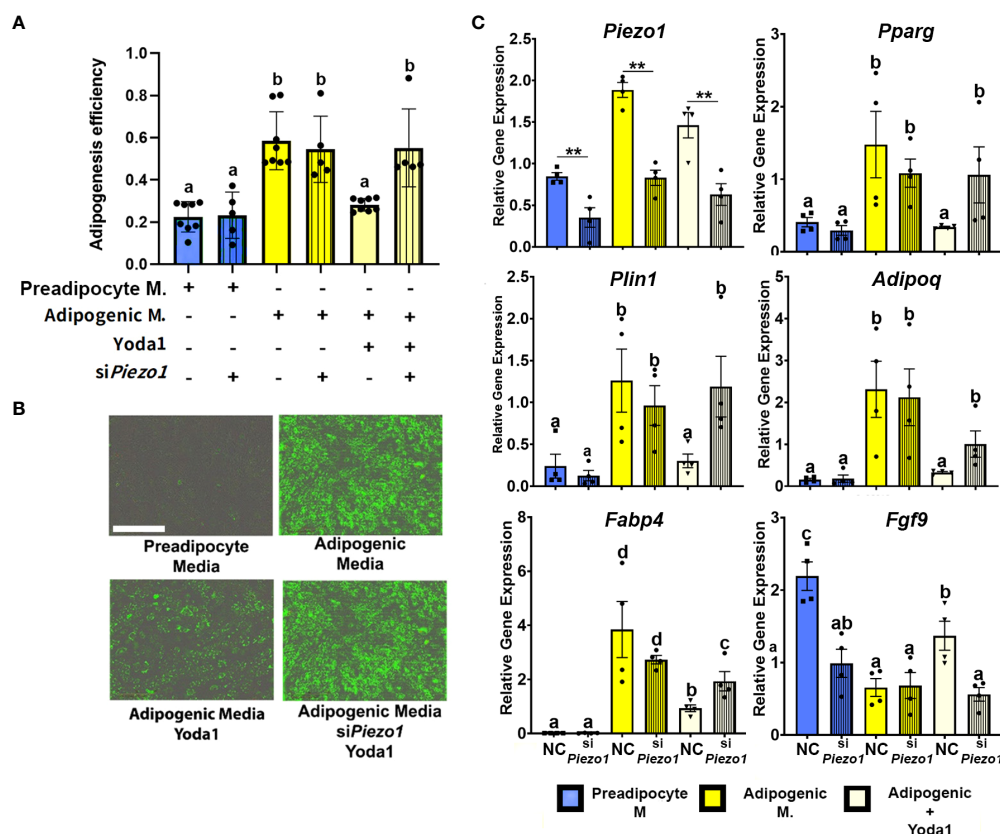 A
Adipogenesis efficiency
1.0
0.8
0.6
0.4
0.2
0.0
a
a
b
b
a
b
Preadipocyte M. + + - - - -
Adipogenic M. - - + + + +
Yoda1 - - - - + +
siPiezo1 - + - + - +
B
Preadipocyte
Media
Adipogenic
Media
Adipogenic Media
Yoda1
Adipogenic Media
siPiezo1
Yoda1
C
Piezo1
Relative Gene Expression
2.5
2.0
1.5
1.0
0.5
0.0
**
**
**
Pparg
Relative Gene Expression
3
2
1
0
a
a
b
b
a
b
Plin1
Relative Gene Expression
2.5
2.0
1.5
1.0
0.5
0.0
a
a
b
b
a
b
Adipoq
Relative Gene Expression
5
4
3
2
1
0
a
a
b
b
a
b
Fabp4
Relative Gene Expression
8
6
4
2
0
a
a
d
d
b
c
NC si Piezo1 NC si Piezo1 NC si Piezo1
Fgf9
Relative Gene Expression
a
3
2
1
0
c
ab
a
a
b
a
NC si Piezo1 NC si Piezo1 NC si Piezo1
Preadipocyte
M
Adipogenic
M.
Adipogenic
+
Yoda1